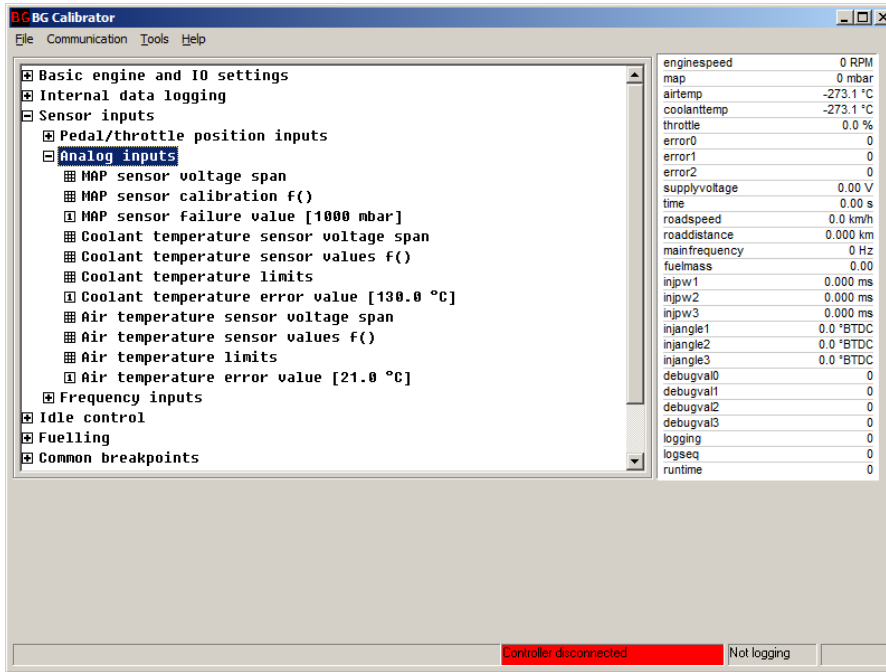 BG BG Calibrator
File Communication Tools Help
Basic engine and IO settings
Internal data logging
Sensor inputs
Pedal/throttle position inputs
Analog inputs
MAP sensor voltage span
MAP sensor calibration f()
MAP sensor failure value [1000 mbar]
Coolant temperature sensor voltage span
Coolant temperature sensor values f()
Coolant temperature limits
Coolant temperature error value [130.0 °C]
Air temperature sensor voltage span
Air temperature sensor values f()
Air temperature limits
Air temperature error value [21.0 °C]
Frequency inputs
Idle control
Fuelling
Common breakpoints
enginespeed 0 RPM
map 0 mbar
airtemp -273.1 °C
coolanttemp -273.1 °C
throttle 0.0 %
error0 0
error1 0
error2 0
supplyvoltage 0.00 V
time 0.00 s
roadspeed 0.0 km/h
roaddistance 0.000 km
mainfrequency 0 Hz
fuelmass 0.00
injpw1 0.000 ms
injpw2 0.000 ms
injpw3 0.000 ms
injangle1 0.0 °BTDC
injangle2 0.0 °BTDC
injangle3 0.0 °BTDC
debugval0 0
debugval1 0
debugval2 0
debugval3 0
logging 0
logseq 0
runtime 0
Controller disconnected Not logging